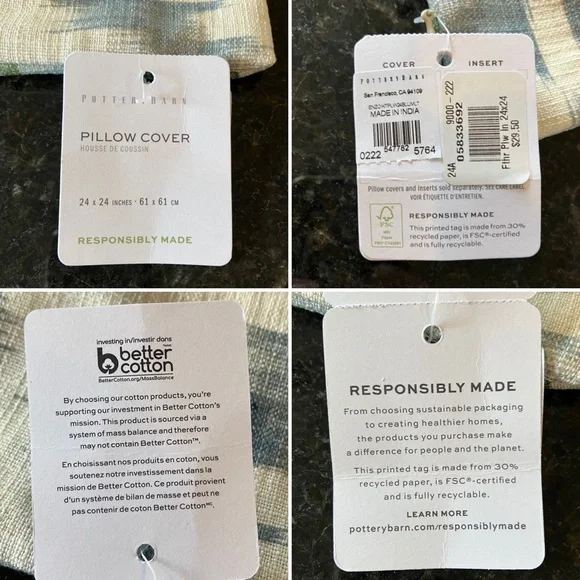 POTTERY BARN
PILLOW COVER
HOUSSE DE COUSSIN
24 x 24 INCHES · 61 x 61 CM
RESPONSIBLY MADE
COVER
INSERT
POTTERY BARN
San Francisco, CA 94109
MADE IN INDIA
0222 547782 5764
24A 05833692
9000 222
Fthr Plw In 24x24
$29.50
Pillow covers and inserts sold separately. SEE CARE LABEL
VOIR ÉTIQUETTE D'ENTRETIEN.
FSC
RESPONSIBLY MADE
This printed tag is made from 30%
recycled paper, is FSC®-certified
and is fully recyclable.
investing in/investir dans
better
cotton
BetterCotton.org/MassBalance
By choosing our cotton products, you're
supporting our investment in Better Cotton's
mission. This product is sourced via a
system of mass balance and therefore
may not contain Better Cotton™.
En choisissant nos produits en coton, vous
soutenez notre investissement dans la
mission de Better Cotton. Ce produit provient
d'un système de bilan de masse et peut ne
pas contenir de coton Better Cottonᴹᶜ.
RESPONSIBLY MADE
From choosing sustainable packaging
to creating healthier homes,
the products you purchase make
a difference for people and the planet.
This printed tag is made from 30%
recycled paper, is FSC®-certified
and is fully recyclable.
LEARN MORE
potterybarn.com/responsiblymade